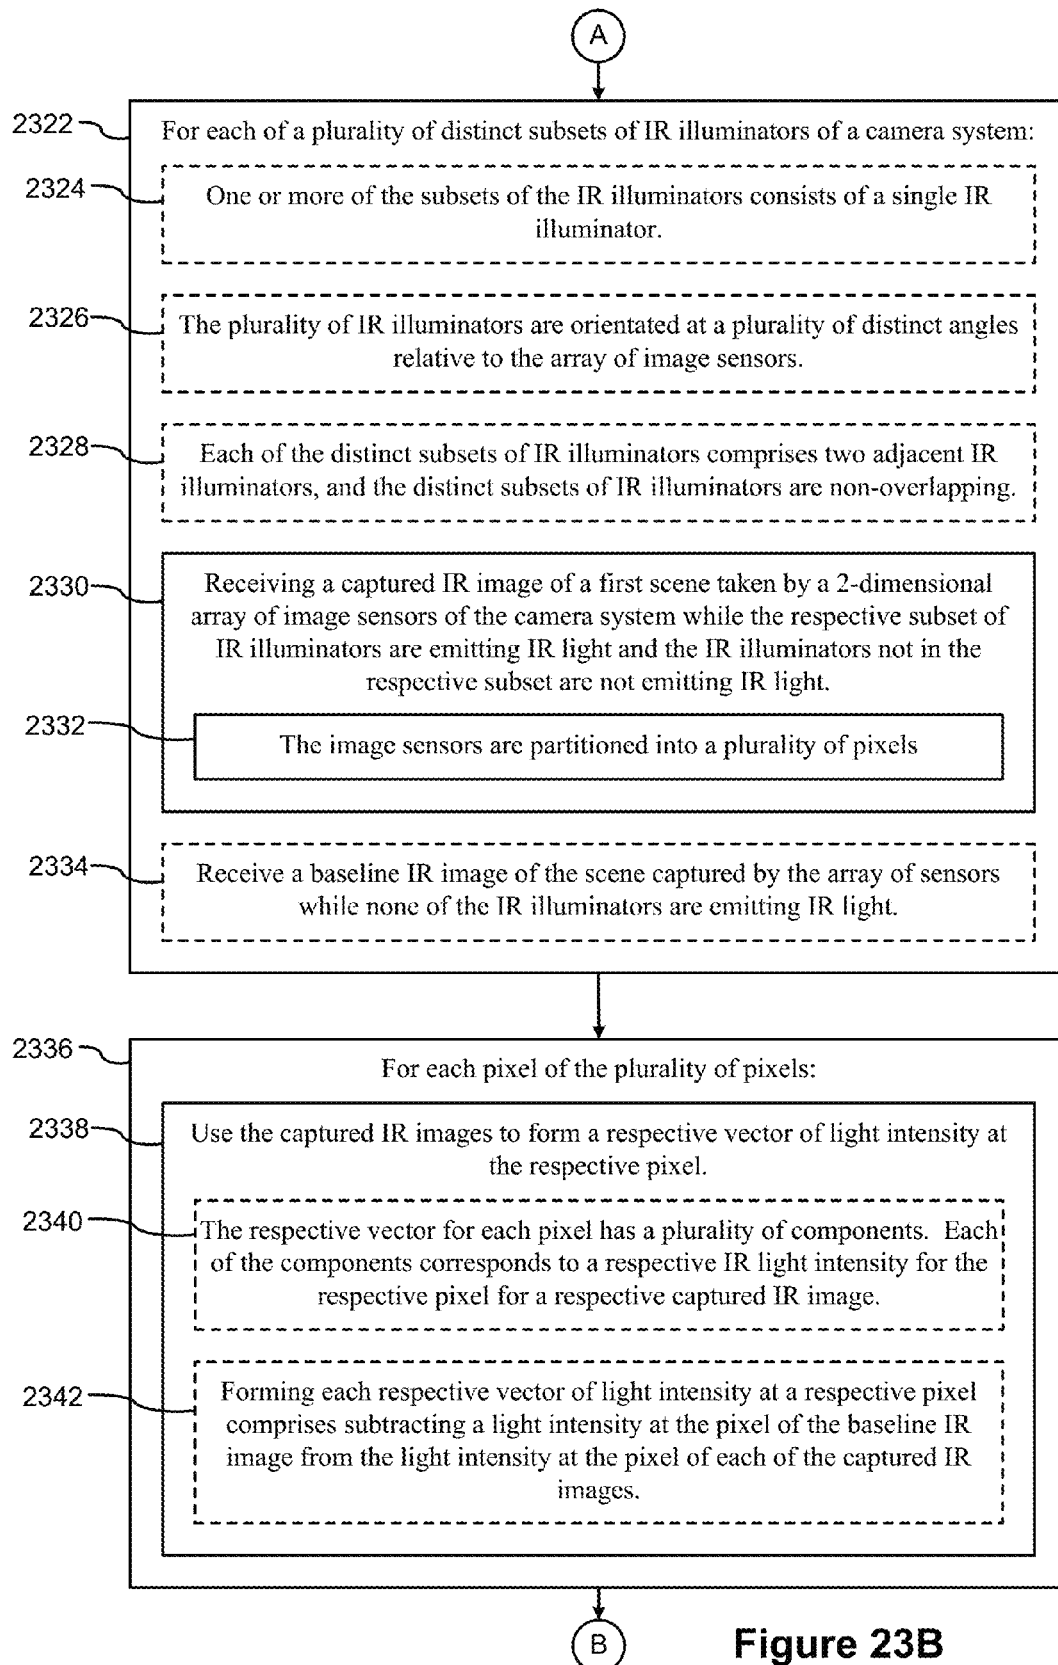 A
2322
For each of a plurality of distinct subsets of IR illuminators of a camera system:
2324
One or more of the subsets of the IR illuminators consists of a single IR
illuminator.
2326
The plurality of IR illuminators are orientated at a plurality of distinct angles
relative to the array of image sensors.
2328
Each of the distinct subsets of IR illuminators comprises two adjacent IR
illuminators, and the distinct subsets of IR illuminators are non-overlapping.
2330
Receiving a captured IR image of a first scene taken by a 2-dimensional
array of image sensors of the camera system while the respective subset of
IR illuminators are emitting IR light and the IR illuminators not in the
respective subset are not emitting IR light.
2332
The image sensors are partitioned into a plurality of pixels
2334
Receive a baseline IR image of the scene captured by the array of sensors
while none of the IR illuminators are emitting IR light.
2336
For each pixel of the plurality of pixels:
2338
Use the captured IR images to form a respective vector of light intensity at
the respective pixel.
2340
The respective vector for each pixel has a plurality of components. Each
of the components corresponds to a respective IR light intensity for the
respective pixel for a respective captured IR image.
2342
Forming each respective vector of light intensity at a respective pixel
comprises subtracting a light intensity at the pixel of the baseline IR
image from the light intensity at the pixel of each of the captured IR
images.
B
Figure 23B